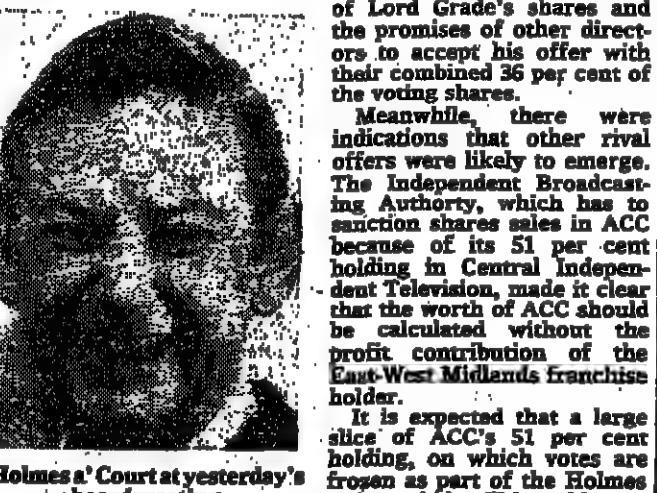 of Lord Grade's shares and
the promises of other direct-
ors to accept his offer with
their combined 36 per cent of
the voting shares.
Meanwhile, there were
indications that other rival
offers were likely to emerge.
The Independent Broadcast-
ing Authorty, which has to
sanction shares sales in ACC
because of its 51 per cent
holding in Central Indepen-
dent Television, made it clear
that the worth of ACC should
be calculated without the
profit contribution of the
East-West Midlands franchise
holder.
It is expected that a large
slice of ACC's 51 per cent
holding, on which votes are
frozen as part of the Holmes
Holmes a' Court at yesterday's